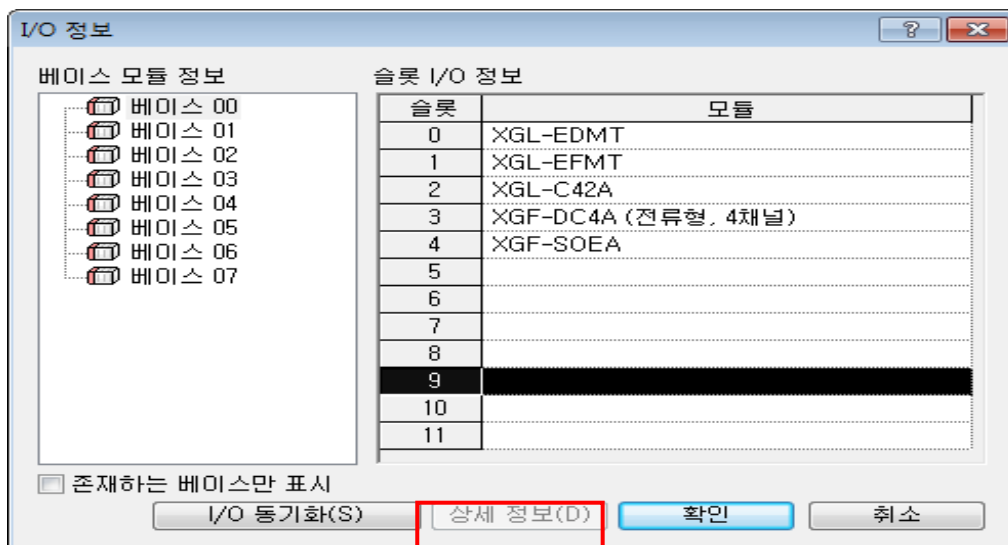 I/O 정보
베이스 모듈 정보
베이스 00
베이스 01
베이스 02
베이스 03
베이스 04
베이스 05
베이스 06
베이스 07
존재하는 베이스만 표시
슬롯 I/O 정보
슬롯 모듈
0 XGL-EDMT
1 XGL-EFMT
2 XGL-C42A
3 XGF-DC4A (전류형, 4채널)
4 XGF-SOEA
5
6
7
8
9
10
11
I/O 동기화(S) 상세 정보(D) 확인 취소